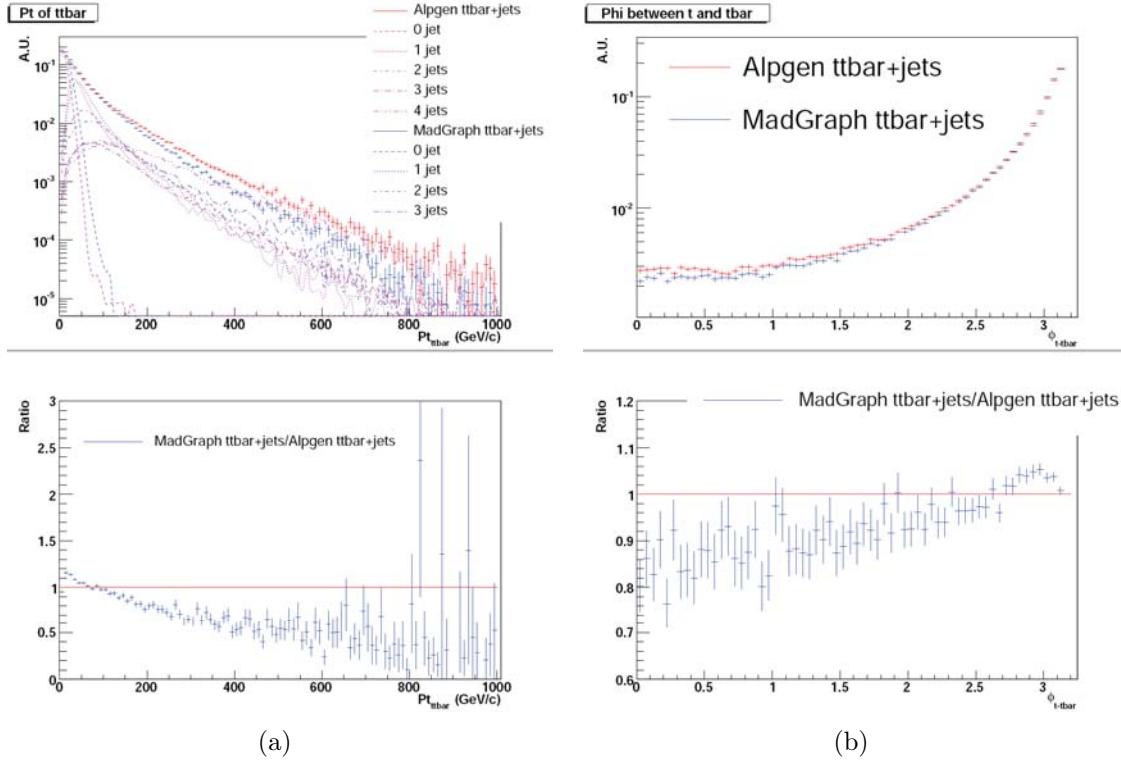 Pt of ttbar
A.U.
10⁻¹
10⁻²
10⁻³
10⁻⁴
10⁻⁵
0 200 400 600 800 1000
Pt_ttbar (GeV/c)
Alpgen ttbar+jets
0 jet
1 jet
2 jets
3 jets
4 jets
MadGraph ttbar+jets
0 jet
1 jet
2 jets
3 jets
Phi between t and tbar
A.U.
10⁻¹
10⁻²
Alpgen ttbar+jets
MadGraph ttbar+jets
0 0.5 1 1.5 2 2.5 3
ϕ_t-tbar
Ratio
3
2.5
2
1.5
1
0.5
0
MadGraph ttbar+jets/Alpgen ttbar+jets
0 200 400 600 800 1000
Pt_ttbar (GeV/c)
(a)
Ratio
1.2
1.1
1
0.9
0.8
0.7
0.6
MadGraph ttbar+jets/Alpgen ttbar+jets
0 0.5 1 1.5 2 2.5 3
ϕ_t-tbar
(b)